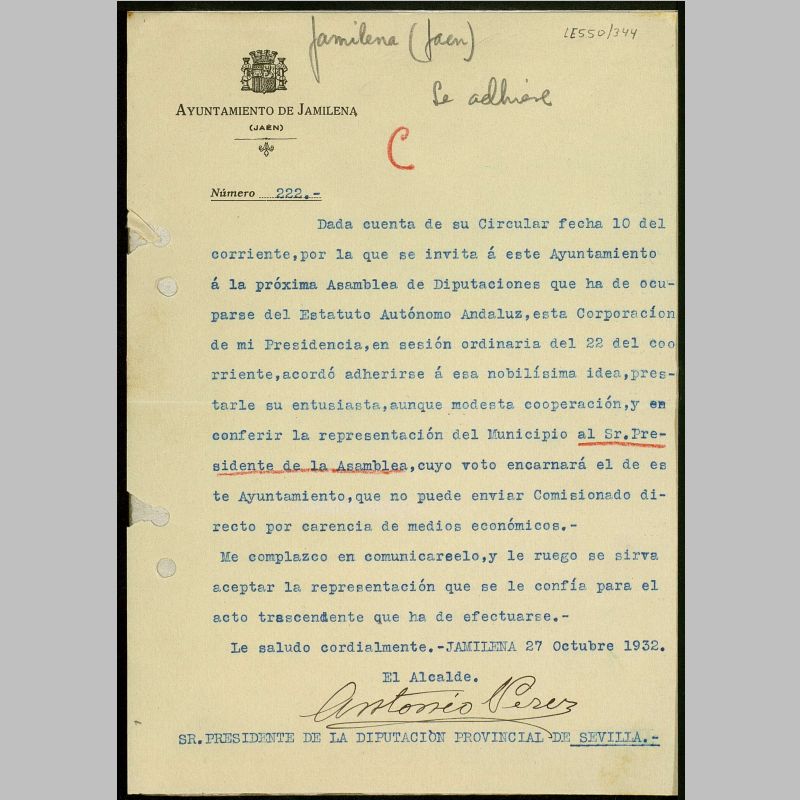 Jamilena (Jaen)
LE550/344
Se adhiere
AYUNTAMIENTO DE JAMILENA
(JAÉN)
C
Número 222.-
Dada cuenta de su Circular fecha 10 del
corriente,por la que se invita á este Ayuntamiento
á la próxima Asamblea de Diputaciones que ha de ocu-
parse del Estatuto Autónomo Andaluz,esta Corporacíon
de mi Presidencia,en sesión ordinaria del 22 del coo
rriente,acordó adherirse á esa nobilísima idea,pres-
tarle su entusiasta,aunque modesta cooperación,y en
conferir la representación del Municipio al Sr.Pre-
sidente de la Asamblea,cuyo voto encarnará el de es
te Ayuntamiento,que no puede enviar Comisionado di-
recto por carencia de medios económicos.-
Me complazco en comunicarselo,y le ruego se sirva
aceptar la representación que se le confía para el
acto trascendente que ha de efectuarse.-
Le saludo cordialmente.-JAMILENA 27 Octubre 1932.
El Alcalde.
Antonio Perez
SR.PRESIDENTE DE LA DIPUTACIÒN PROVINCIAL DE SEVILLA.-